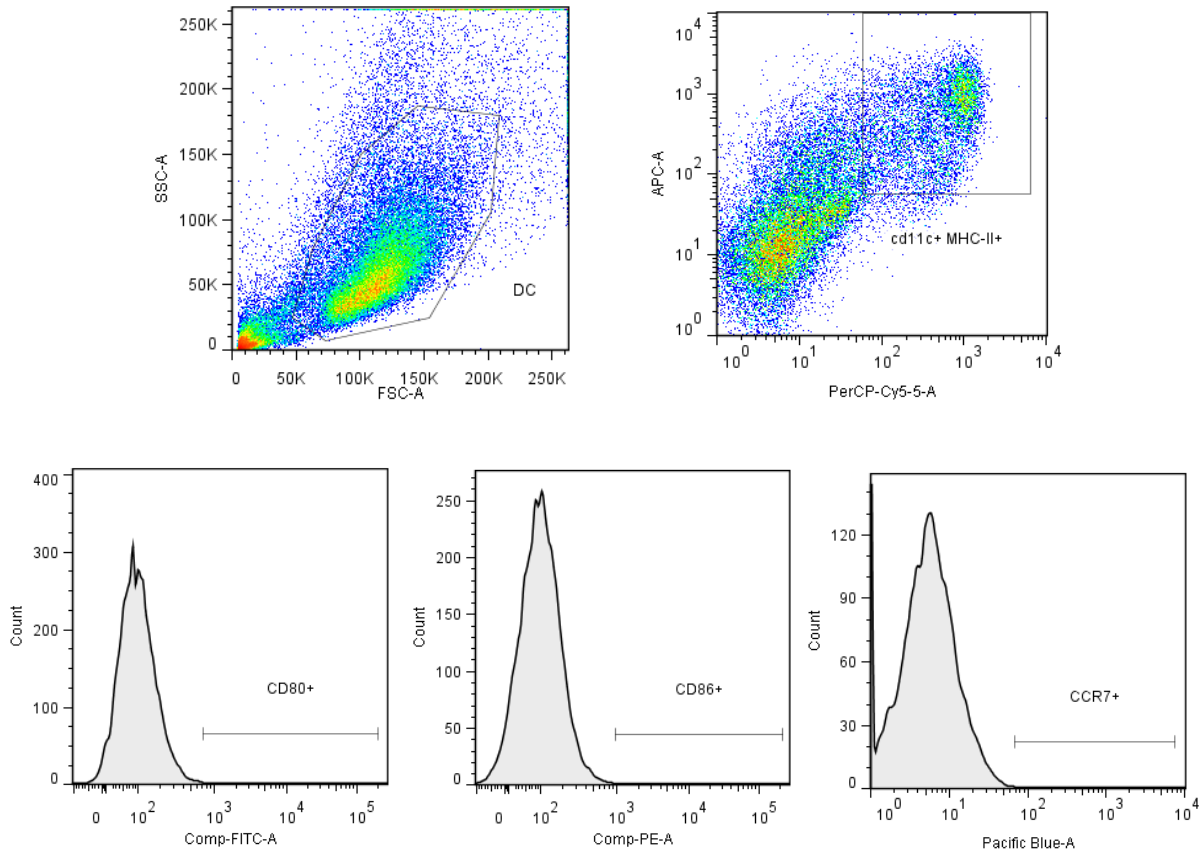 250K
200K
150K
100K
50K
0
SSC-A
DC
0 50K 100K 150K 200K 250K
FSC-A
10^4
10^3
10^2
10^1
10^0
APC-A
cd11c+ MHC-II+
10^0 10^1 10^2 10^3 10^4
PerCP-Cy5-5-A
400
300
200
100
0
Count
CD80+
0 10^2 10^3 10^4 10^5
Comp-FITC-A
250
200
150
100
50
0
Count
CD86+
0 10^2 10^3 10^4 10^5
Comp-PE-A
120
90
60
30
0
Count
CCR7+
10^0 10^1 10^2 10^3 10^4
Pacific Blue-A